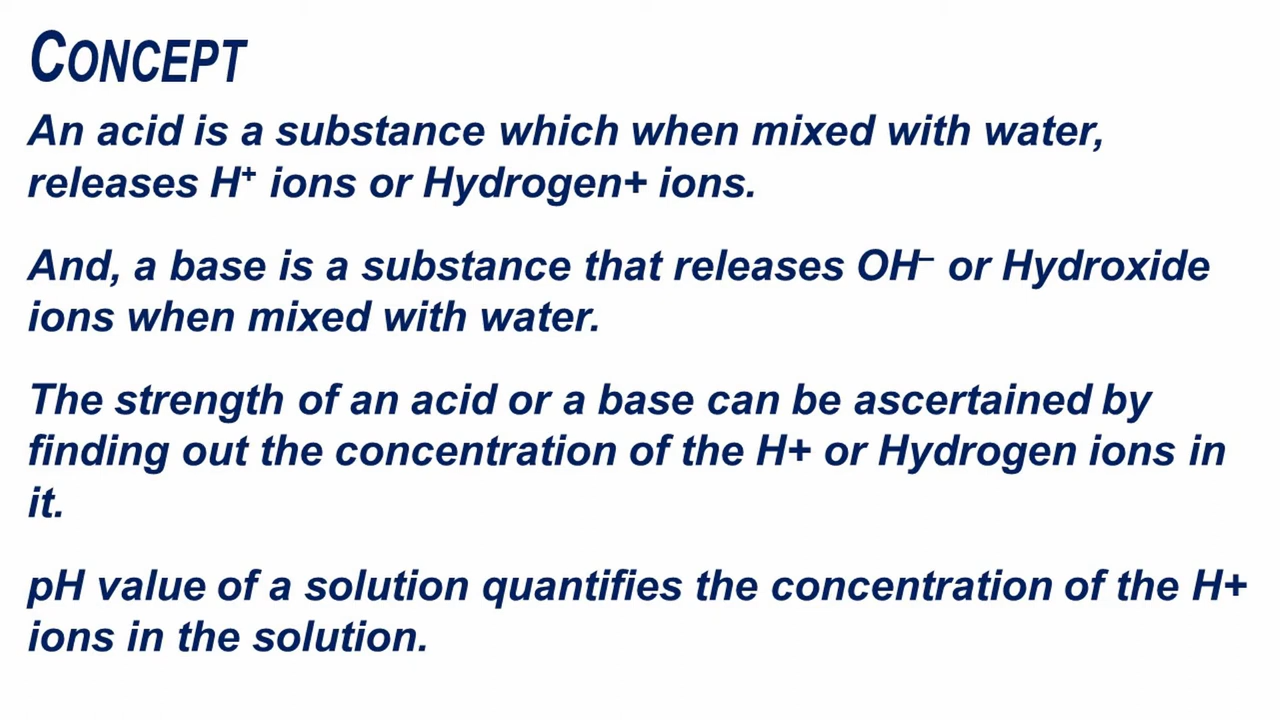 CONCEPT
An acid is a substance which when mixed with water,
releases H⁺ ions or Hydrogen+ ions.
And, a base is a substance that releases OH⁻ or Hydroxide
ions when mixed with water.
The strength of an acid or a base can be ascertained by
finding out the concentration of the H+ or Hydrogen ions in
it.
pH value of a solution quantifies the concentration of the H+
ions in the solution.